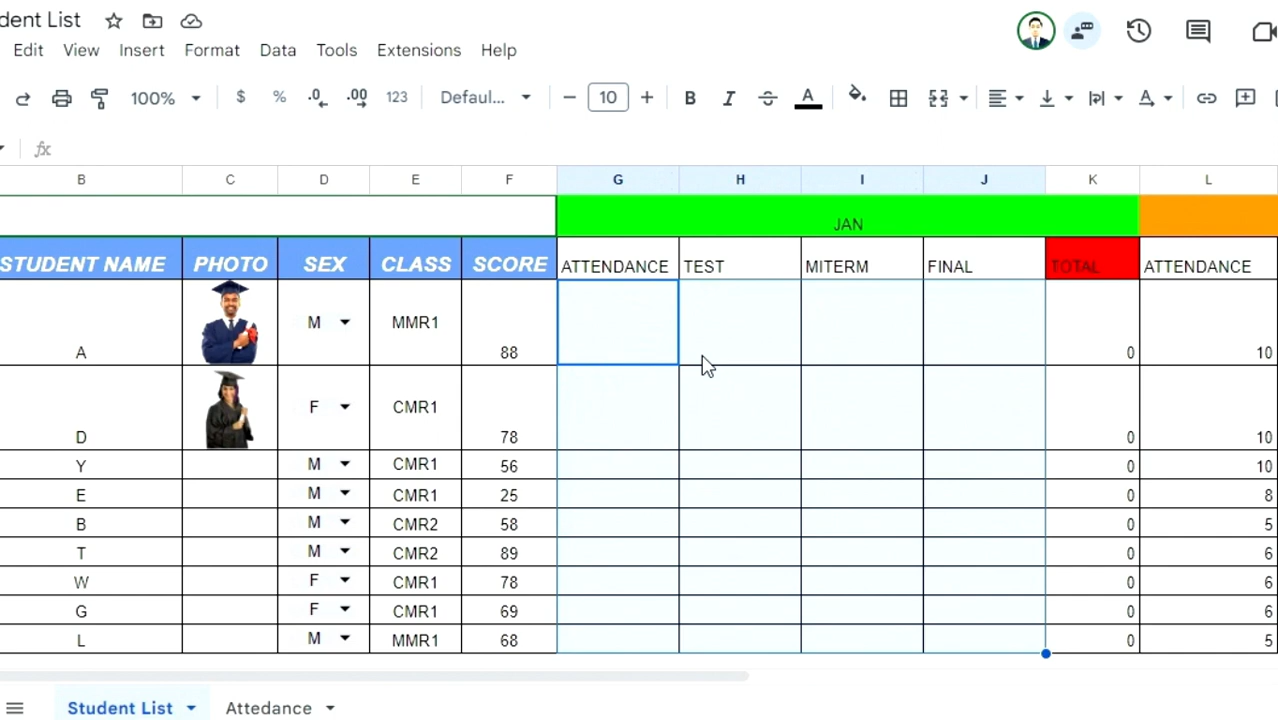 dent List
Edit View Insert Format Data Tools Extensions Help
100% $ % .0 .00 123 Defaul... − 10 + B I S A
fx
B C D E F G H I J K L
JAN
STUDENT NAME PHOTO SEX CLASS SCORE ATTENDANCE TEST MITERM FINAL TOTAL ATTENDANCE
A M MMR1 88 0 10
D F CMR1 78 0 10
Y M CMR1 56 0 10
E M CMR1 25 0 8
B M CMR2 58 0 5
T M CMR2 89 0 6
W F CMR1 78 0 6
G F CMR1 69 0 6
L M MMR1 68 0 5
Student List Attedance